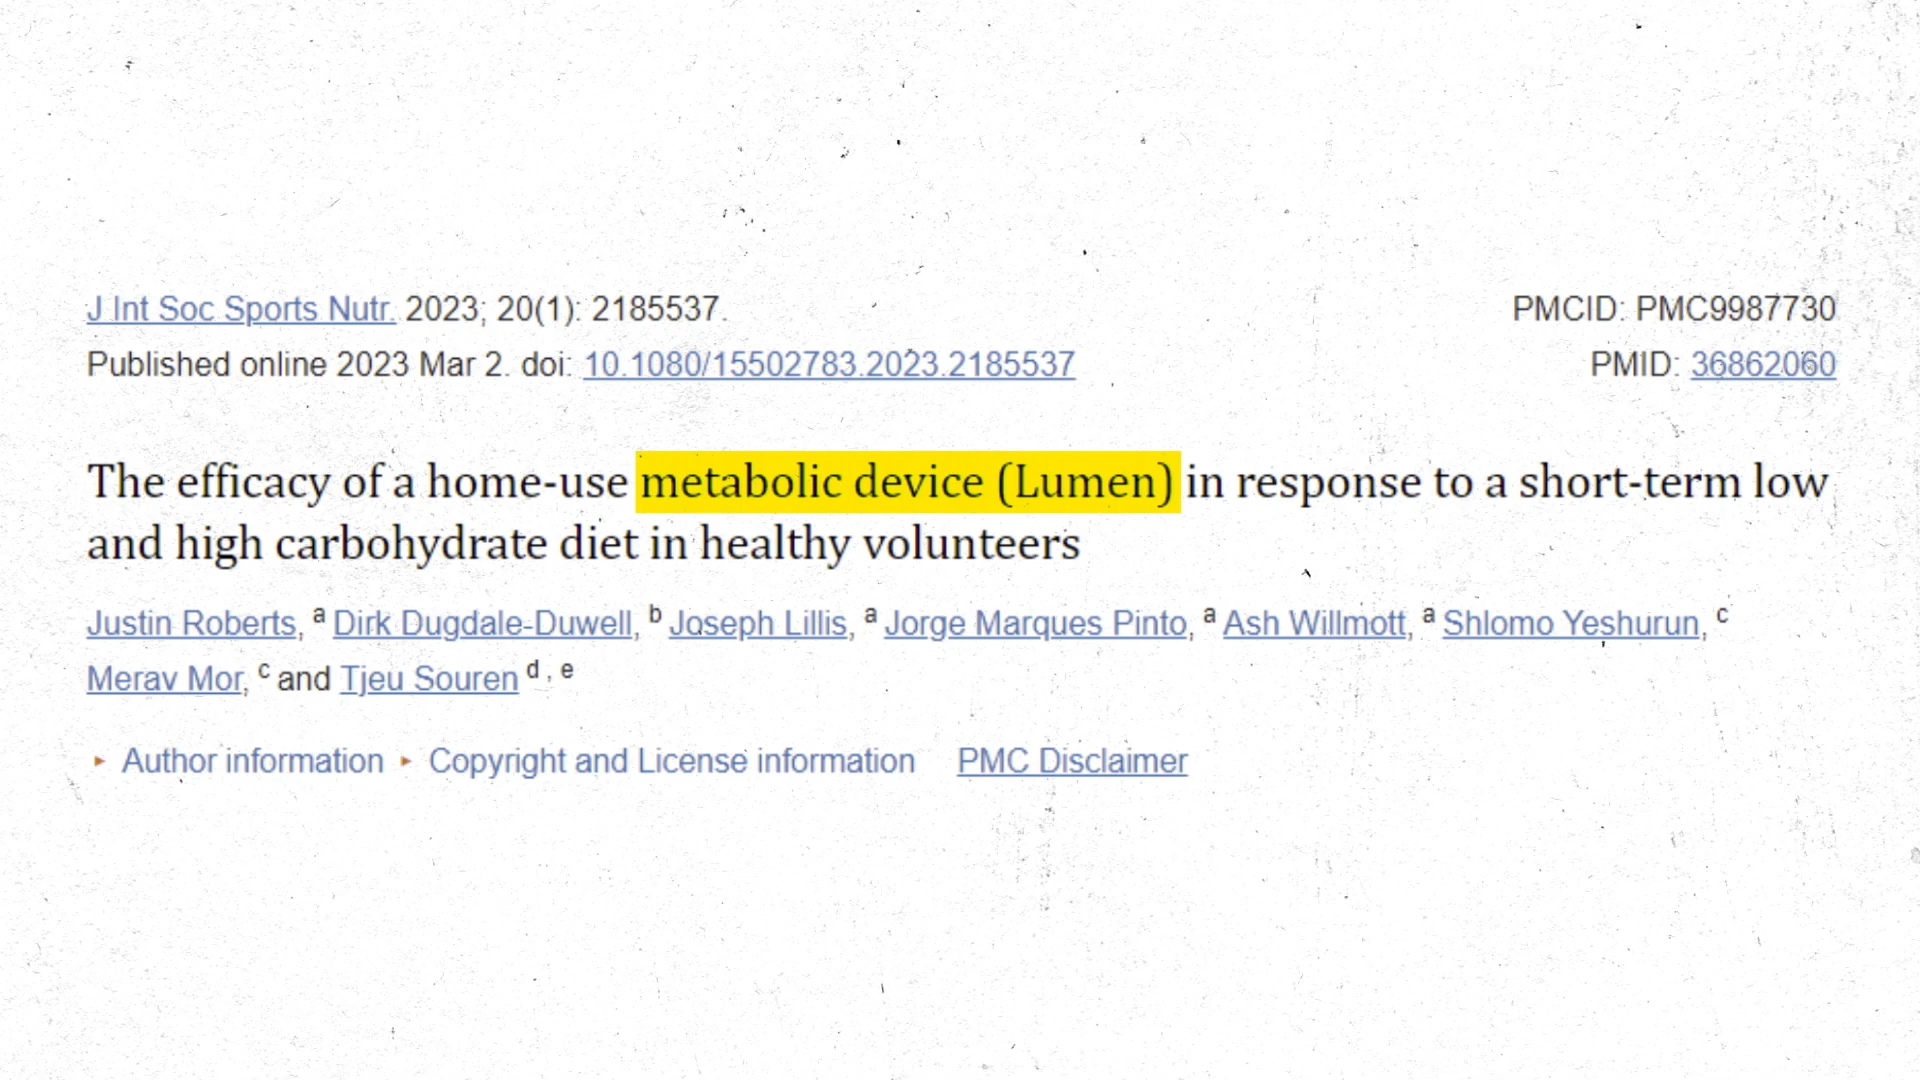 J Int Soc Sports Nutr. 2023; 20(1): 2185537.
PMCID: PMC9987730
Published online 2023 Mar 2. doi: 10.1080/15502783.2023.2185537
PMID: 36862060
The efficacy of a home-use metabolic device (Lumen) in response to a short-term low
and high carbohydrate diet in healthy volunteers
Justin Roberts, a Dirk Dugdale-Duwell, b Joseph Lillis, a Jorge Marques Pinto, a Ash Willmott, a Shlomo Yeshurun, c
Merav Mor, c and Tjeu Souren d , e
▸ Author information ▸ Copyright and License information PMC Disclaimer